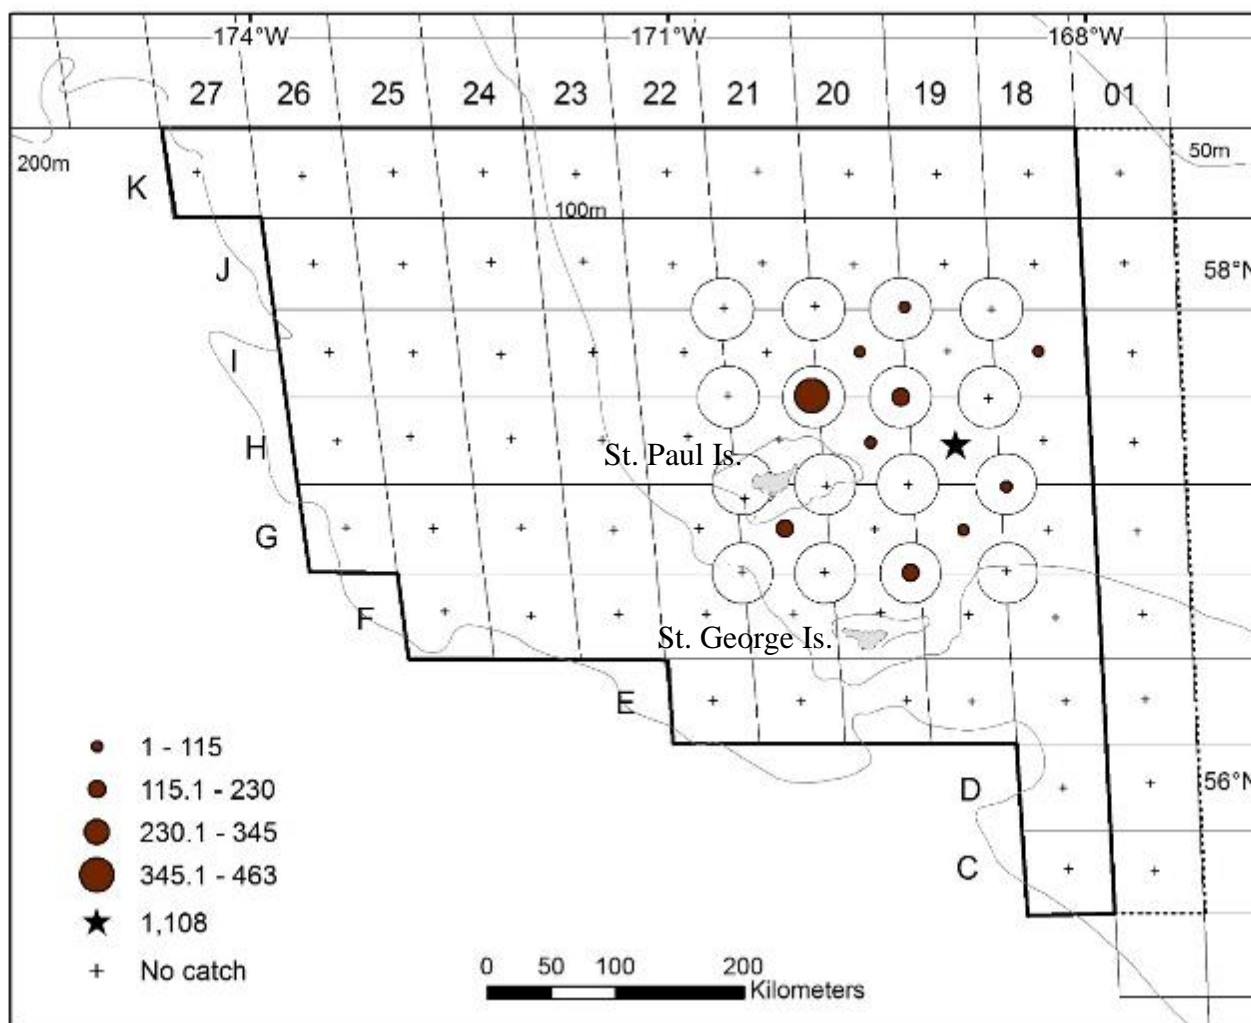 174°W 171°W 168°W
27 26 25 24 23 22 21 20 19 18 01
200m
50m
K
100m
J
58°N
I
H
St. Paul Is.
G
F
St. George Is.
E
1 - 115
D
56°N
115.1 - 230
230.1 - 345
C
345.1 - 463
1,108
No catch
0 50 100 200
Kilometers